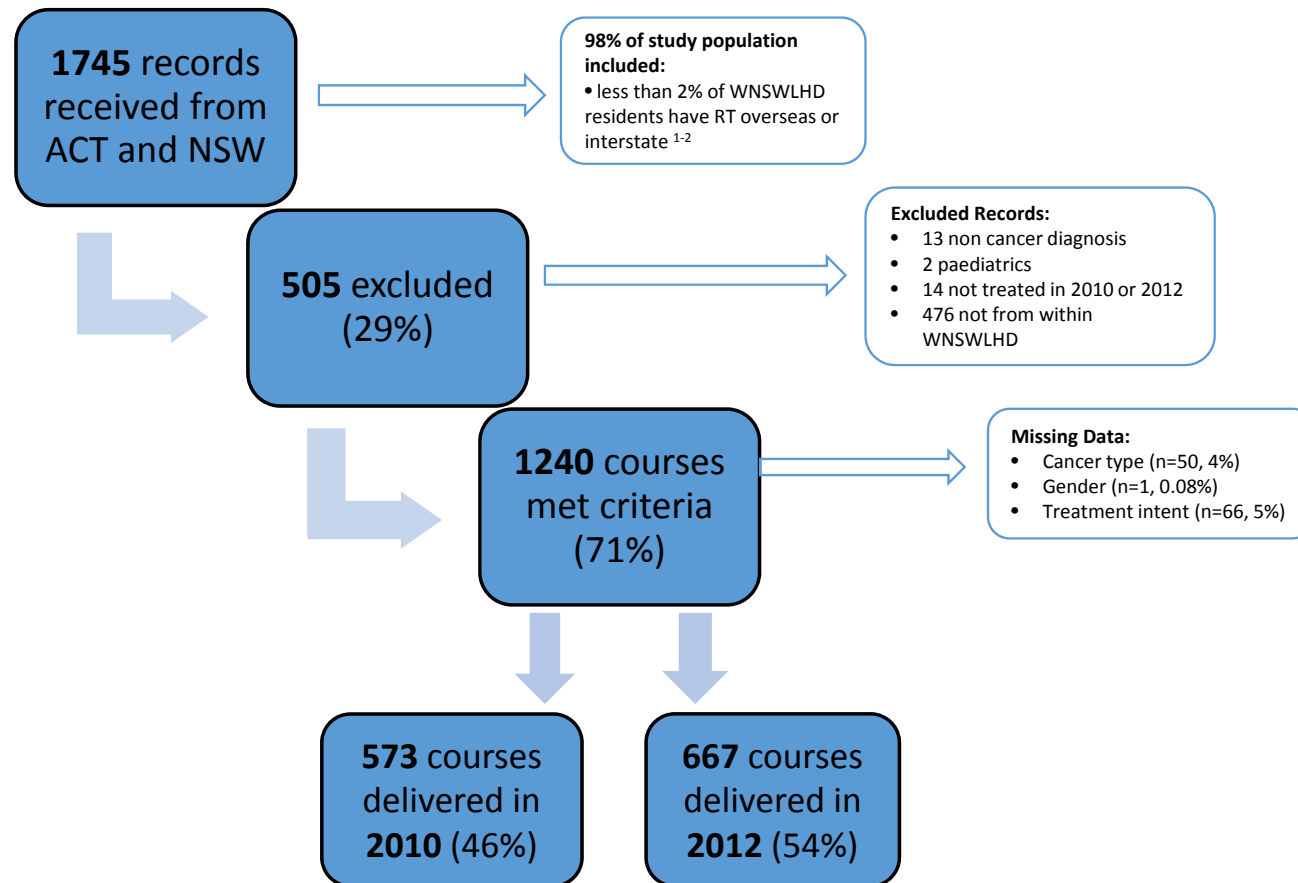 1745 records
received from
ACT and NSW
98% of study population
included:
• less than 2% of WNSWLHD
residents have RT overseas or
interstate 1-2
505 excluded
(29%)
Excluded Records:
• 13 non cancer diagnosis
• 2 paediatrics
• 14 not treated in 2010 or 2012
• 476 not from within
WNSWLHD
1240 courses
met criteria
(71%)
Missing Data:
• Cancer type (n=50, 4%)
• Gender (n=1, 0.08%)
• Treatment intent (n=66, 5%)
573 courses
delivered in
2010 (46%)
667 courses
delivered in
2012 (54%)